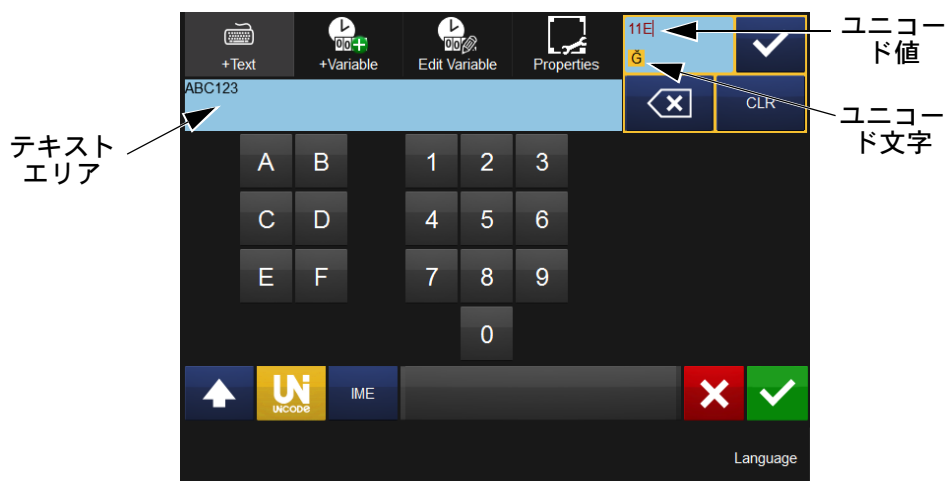 +Text
+Variable
Edit Variable
Properties
11E
Ğ
ABC123
CLR
ユニコー
ド値
ユニコー
ド文字
テキスト
エリア
A B 1 2 3
C D 4 5 6
E F 7 8 9
0
UNiCODE
IME
Language